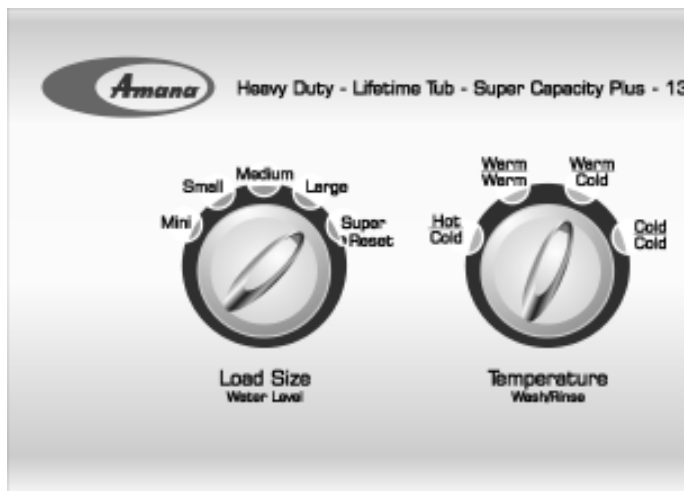 Amana
Heavy Duty - Lifetime Tub - Super Capacity Plus - 13
Medium
Small
Large
Mini
Super
Reset
Warm
Warm
Warm
Cold
Hot
Cold
Cold
Cold
Load Size
Water Level
Temperature
Wash/Rinse